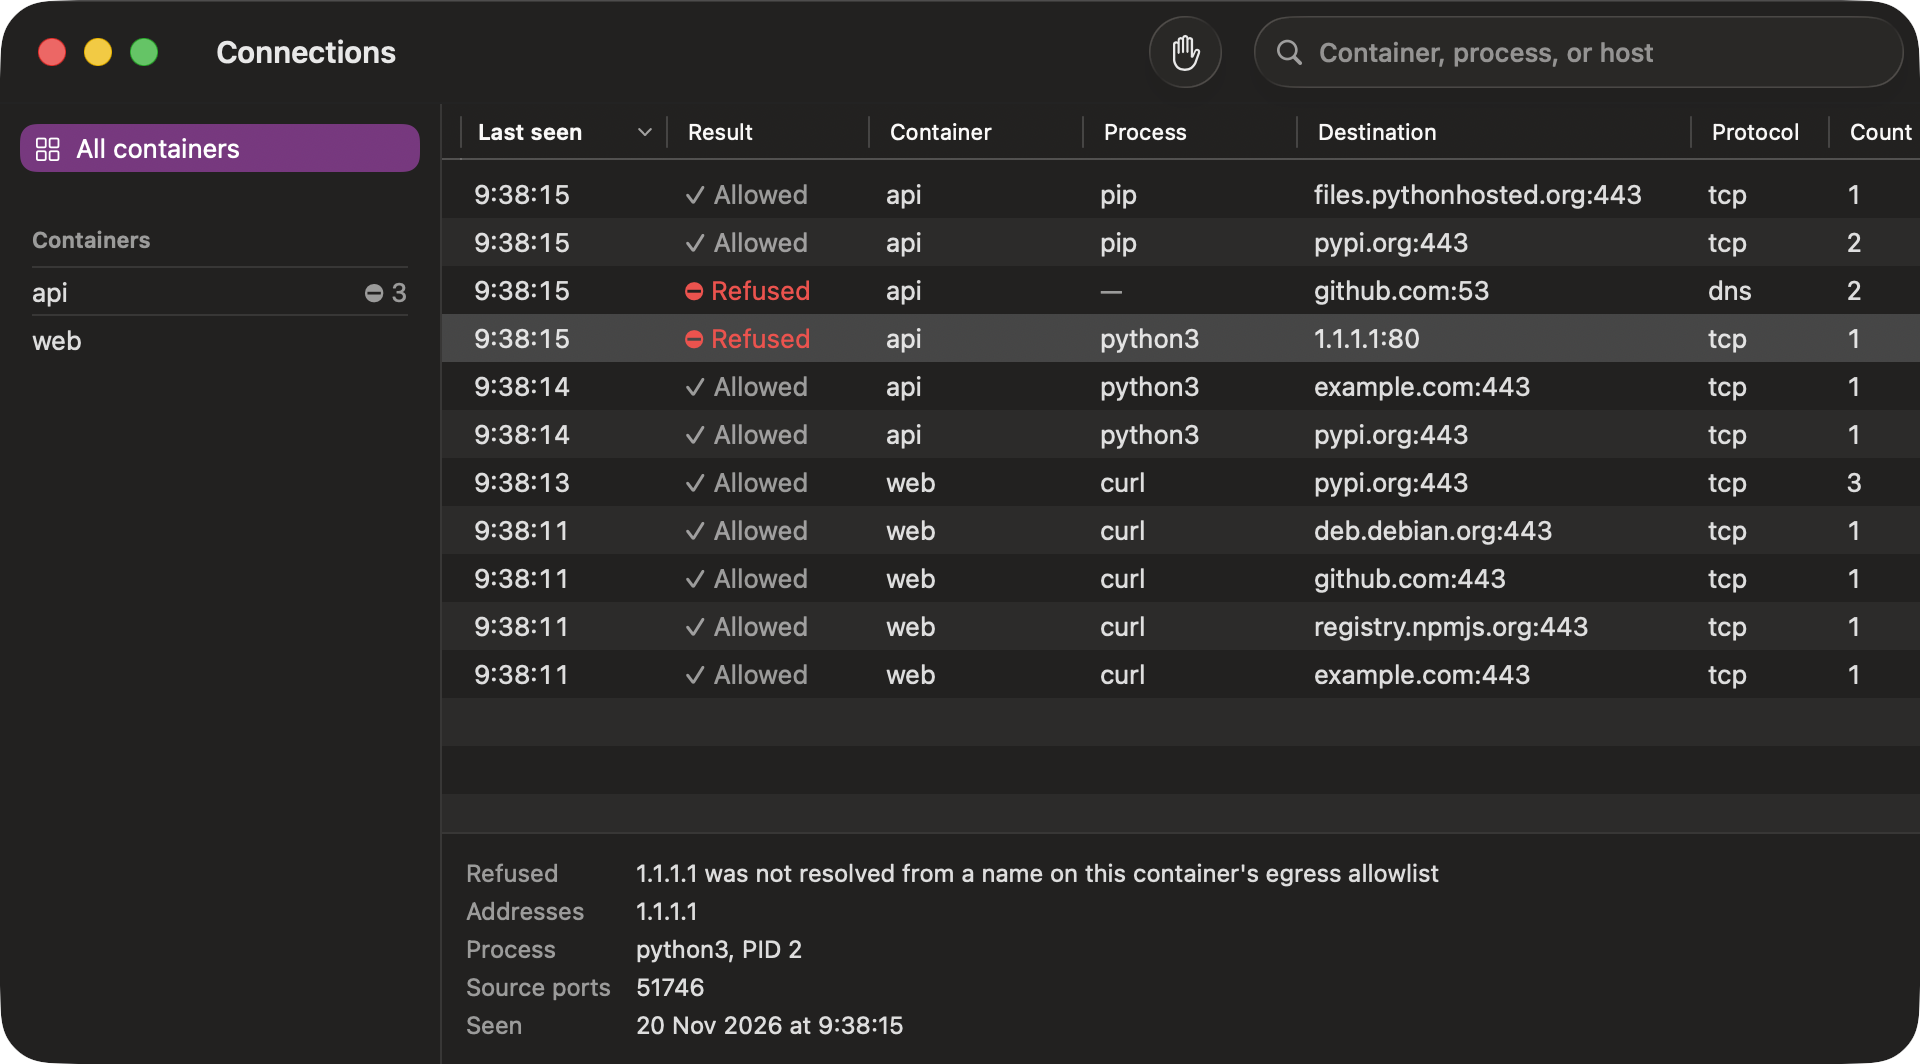 Connections
Container, process, or host
All containers
Containers
api 3
web
Last seen Result Container Process Destination Protocol Count
9:38:15 Allowed api pip files.pythonhosted.org:443 tcp 1
9:38:15 Allowed api pip pypi.org:443 tcp 2
9:38:15 Refused api — github.com:53 dns 2
9:38:15 Refused api python3 1.1.1.1:80 tcp 1
9:38:14 Allowed api python3 example.com:443 tcp 1
9:38:14 Allowed api python3 pypi.org:443 tcp 1
9:38:13 Allowed web curl pypi.org:443 tcp 3
9:38:11 Allowed web curl deb.debian.org:443 tcp 1
9:38:11 Allowed web curl github.com:443 tcp 1
9:38:11 Allowed web curl registry.npmjs.org:443 tcp 1
9:38:11 Allowed web curl example.com:443 tcp 1
Refused 1.1.1.1 was not resolved from a name on this container's egress allowlist
Addresses 1.1.1.1
Process python3, PID 2
Source ports 51746
Seen 20 Nov 2026 at 9:38:15